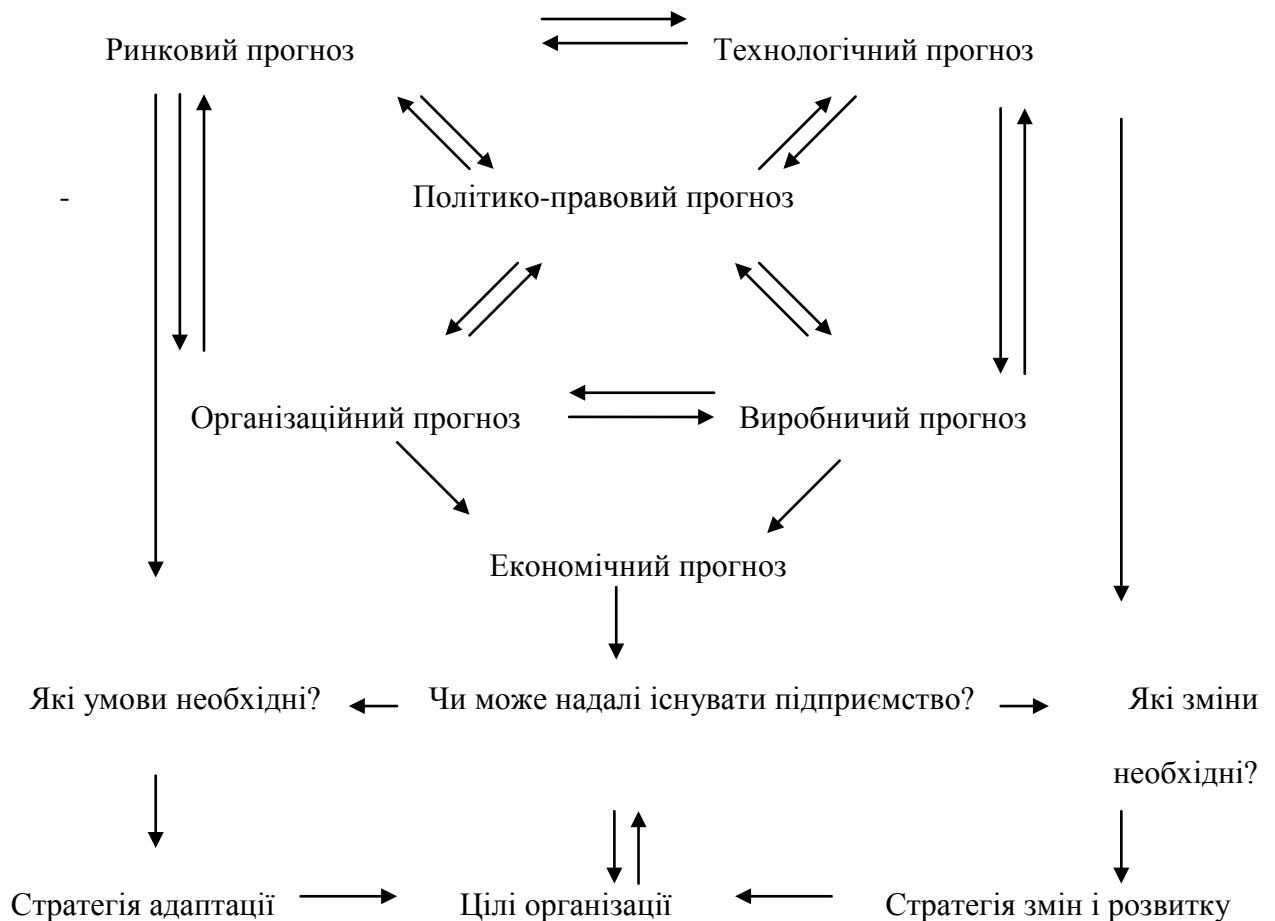 Ринковий прогноз
Технологічний прогноз
-
Політико-правовий прогноз
Організаційний прогноз
Виробничий прогноз
Економічний прогноз
Які умови необхідні?
Чи може надалі існувати підприємство?
Які зміни
необхідні?
Стратегія адаптації
Цілі організації
Стратегія змін і розвитку